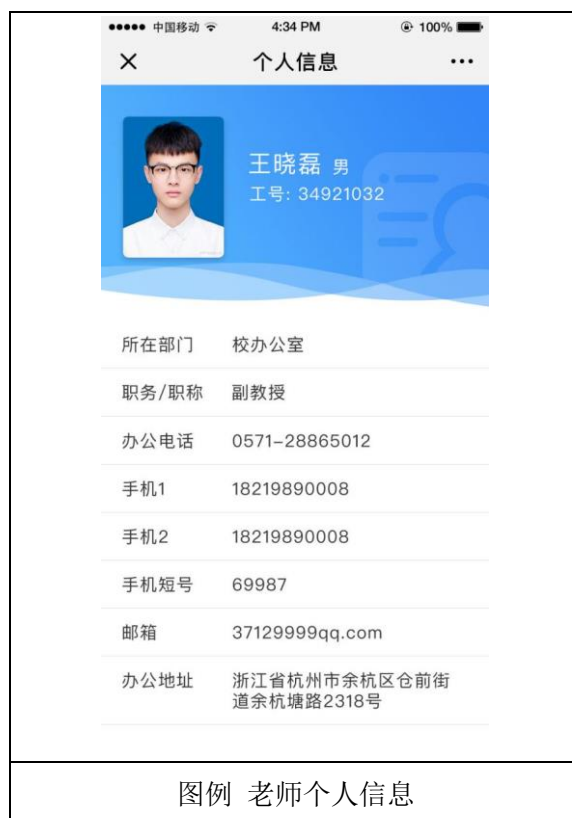 中国移动 4:34 PM 100%
个人信息
王晓磊 男
工号: 34921032
所在部门 校办公室
职务/职称 副教授
办公电话 0571-28865012
手机1 18219890008
手机2 18219890008
手机短号 69987
邮箱 37129999qq.com
办公地址 浙江省杭州市余杭区仓前街
道余杭塘路2318号
图例 老师个人信息